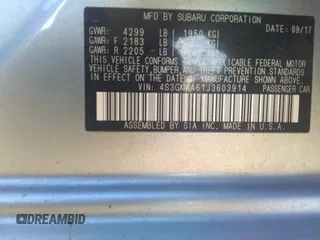 MFD. BY SUBARU CORPORATION DATE 09/17
GVWR: 4299 LB ( 1950 KG)
GAWR: F 2183 LB
GAWR: R 2205 LB
THIS VEHICLE CONFORMS TO ALL APPLICABLE FEDERAL MOTOR VEHICLE
SAFETY, BUMPER, AND THEFT PREVENTION STANDARDS IN EFFECT ON THE
DATE OF MANUFACTURE SHOWN ABOVE.
VIN: 4S3GKAA61J3603914 PASSENGER CAR
ASSEMBLED BY SIA INC. MADE IN U.S.A.
DREAMBID